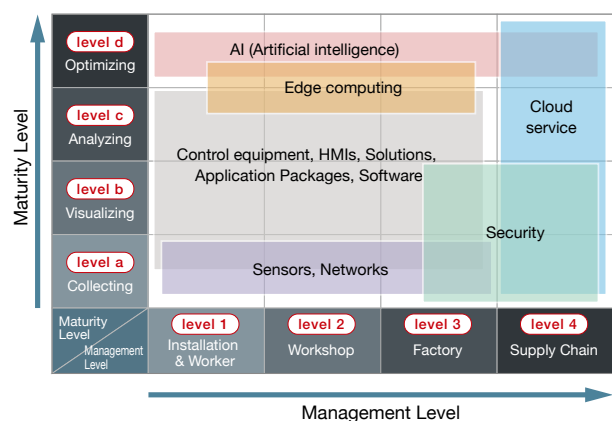 level d
Optimizing
AI (Artificial intelligence)
Edge computing
level c
Analyzing
Cloud
service
Control equipment, HMIs, Solutions,
Application Packages, Software
level b
Visualizing
Security
level a
Collecting
Sensors, Networks
Maturity Level
Maturity
Level
Management
Level
level 1
Installation
& Worker
level 2
Workshop
level 3
Factory
level 4
Supply Chain
Management Level